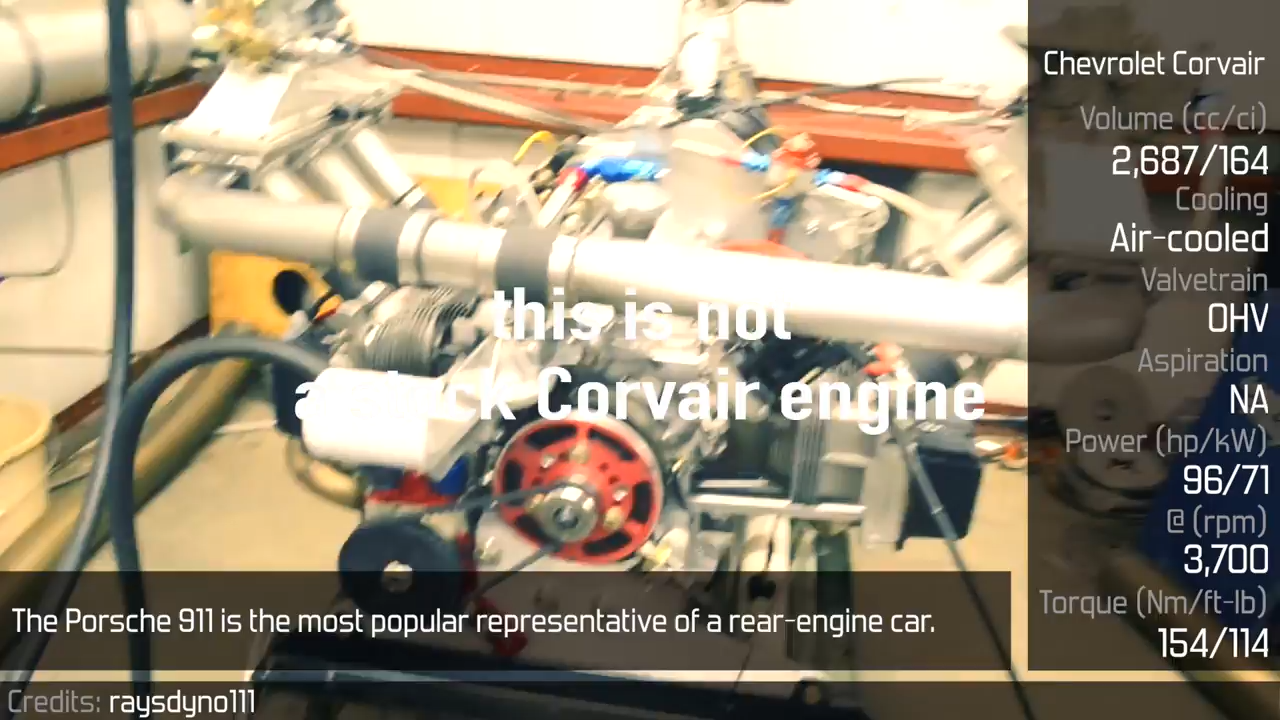 Chevrolet Corvair
Volume (cc/ci)
2,687/164
Cooling
Air-cooled
Valvetrain
OHV
Aspiration
NA
Power (hp/kW)
96/71
@ (rpm)
3,700
Torque (Nm/ft-lb)
154/114
this is not
a stock Corvair engine
The Porsche 911 is the most popular representative of a rear-engine car.
Credits: raysdyno111